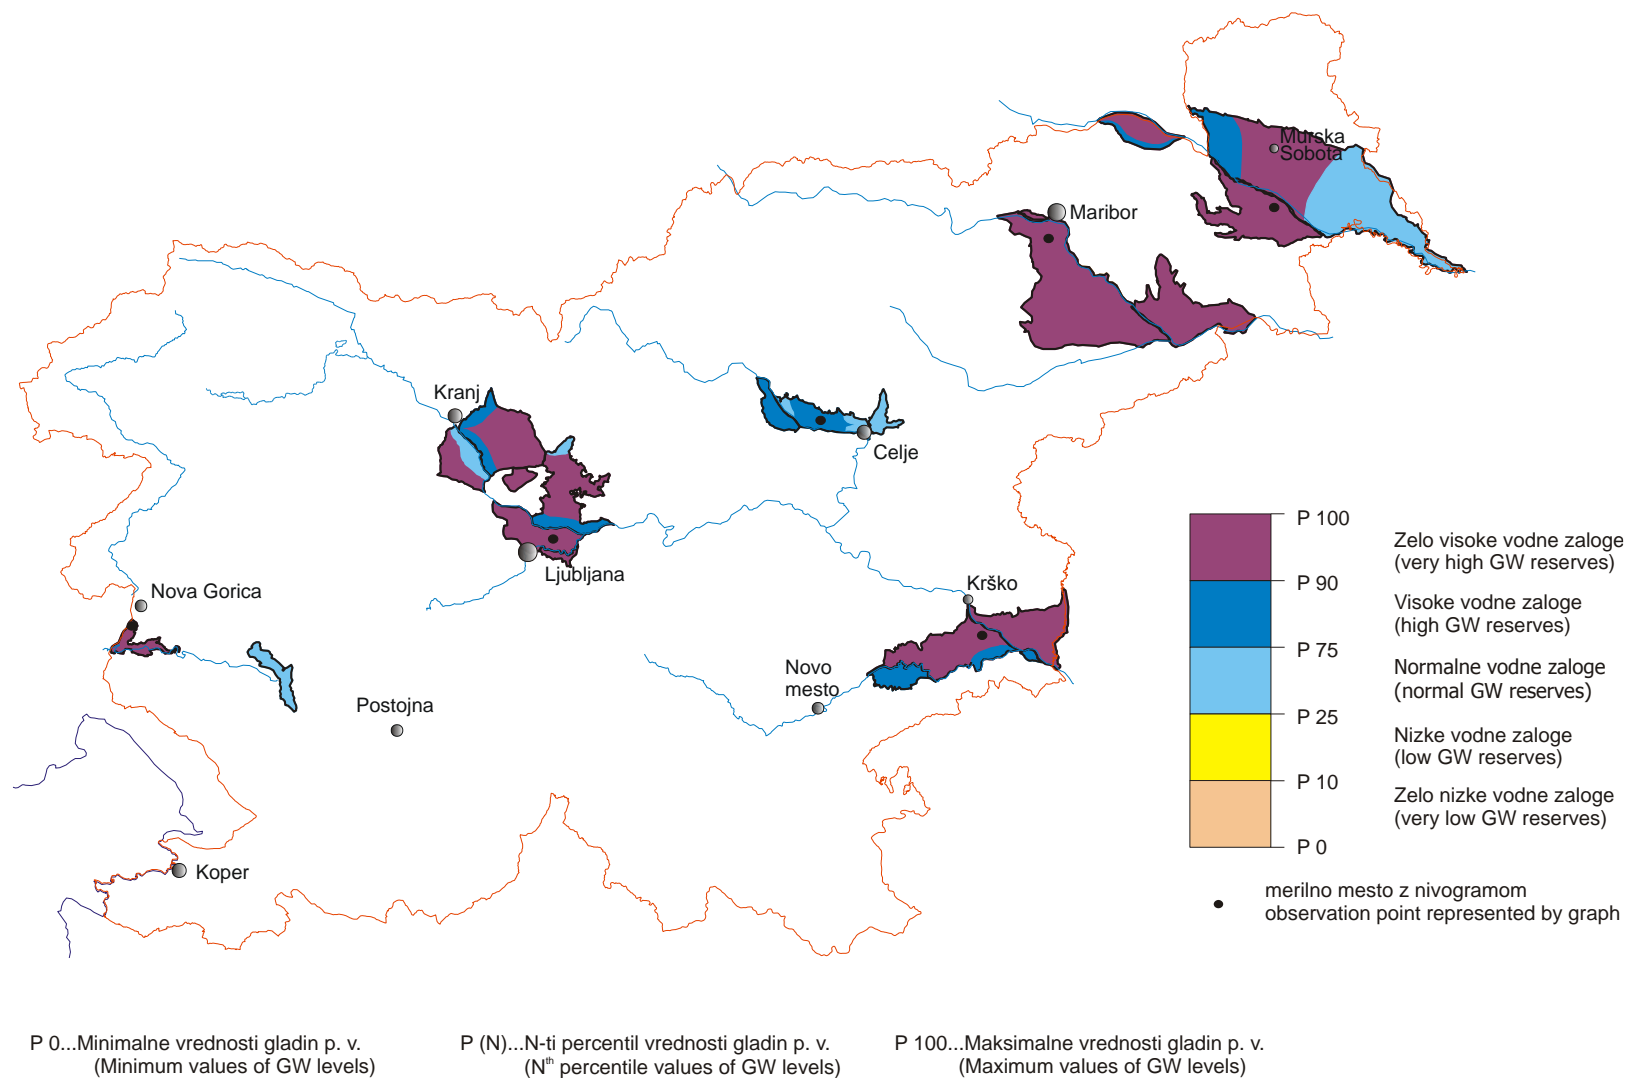 Murska
Sobota
Maribor
Kranj
Celje
Ljubljana
Nova Gorica
Krško
Novo
mesto
Postojna
Koper
P 100
Zelo visoke vodne zaloge
(very high GW reserves)
P 90
Visoke vodne zaloge
(high GW reserves)
P 75
Normalne vodne zaloge
(normal GW reserves)
P 25
Nizke vodne zaloge
(low GW reserves)
P 10
Zelo nizke vodne zaloge
(very low GW reserves)
P 0
merilno mesto z nivogramom
observation point represented by graph
P 0...Minimalne vrednosti gladin p. v.
(Minimum values of GW levels)
P (N)...N-ti percentil vrednosti gladin p. v.
(Nth percentile values of GW levels)
P 100...Maksimalne vrednosti gladin p. v.
(Maximum values of GW levels)